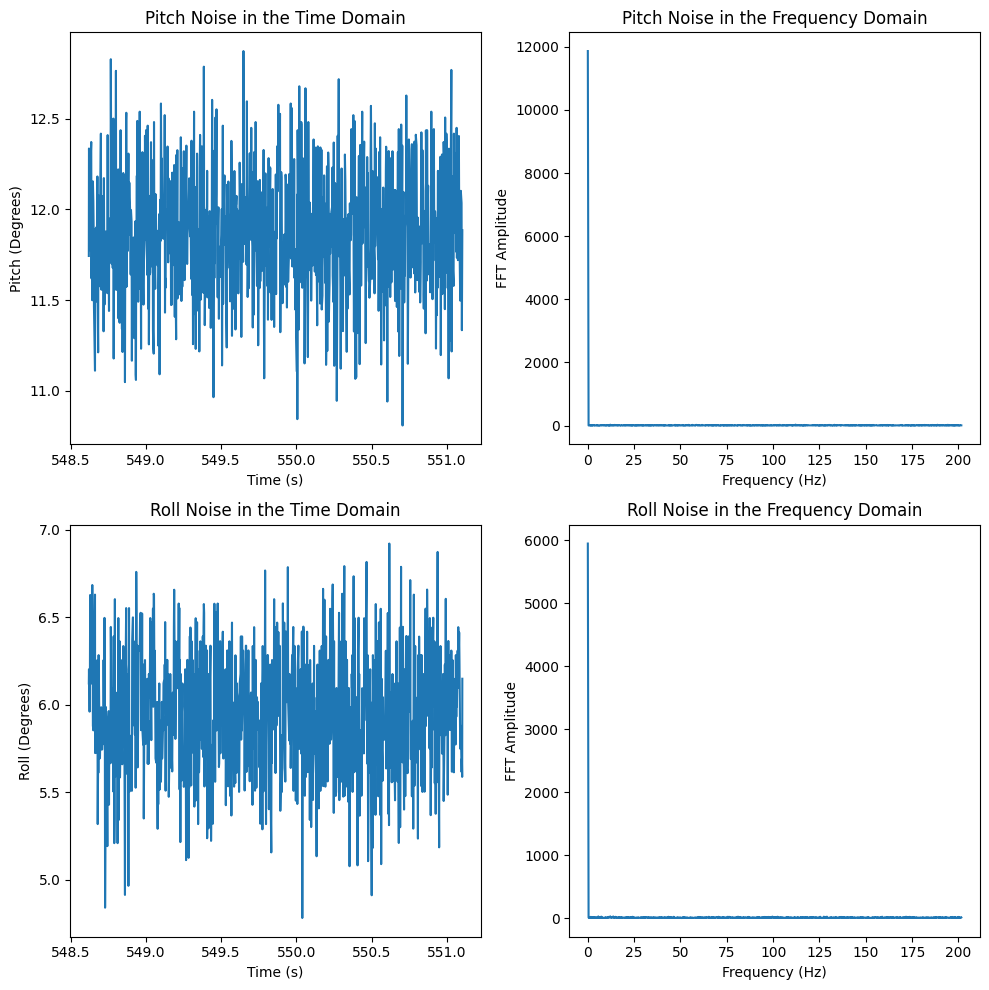 Pitch Noise in the Time Domain
Pitch (Degrees)
12.5
12.0
11.5
11.0
548.5 549.0 549.5 550.0 550.5 551.0
Time (s)
Pitch Noise in the Frequency Domain
FFT Amplitude
12000
10000
8000
6000
4000
2000
0
0 25 50 75 100 125 150 175 200
Frequency (Hz)
Roll Noise in the Time Domain
Roll (Degrees)
7.0
6.5
6.0
5.5
5.0
548.5 549.0 549.5 550.0 550.5 551.0
Time (s)
Roll Noise in the Frequency Domain
FFT Amplitude
6000
5000
4000
3000
2000
1000
0
0 25 50 75 100 125 150 175 200
Frequency (Hz)